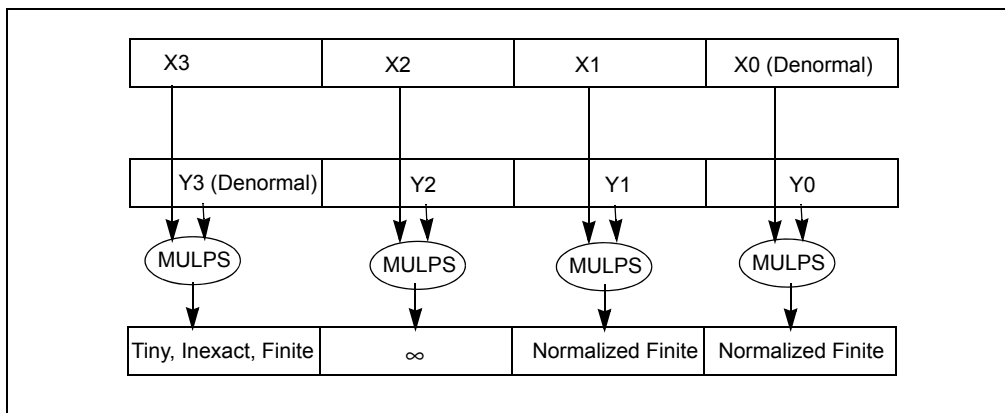 X3 X2 X1 X0 (Denormal)
Y3 (Denormal) Y2 Y1 Y0
MULPS MULPS MULPS MULPS
Tiny, Inexact, Finite ∞ Normalized Finite Normalized Finite